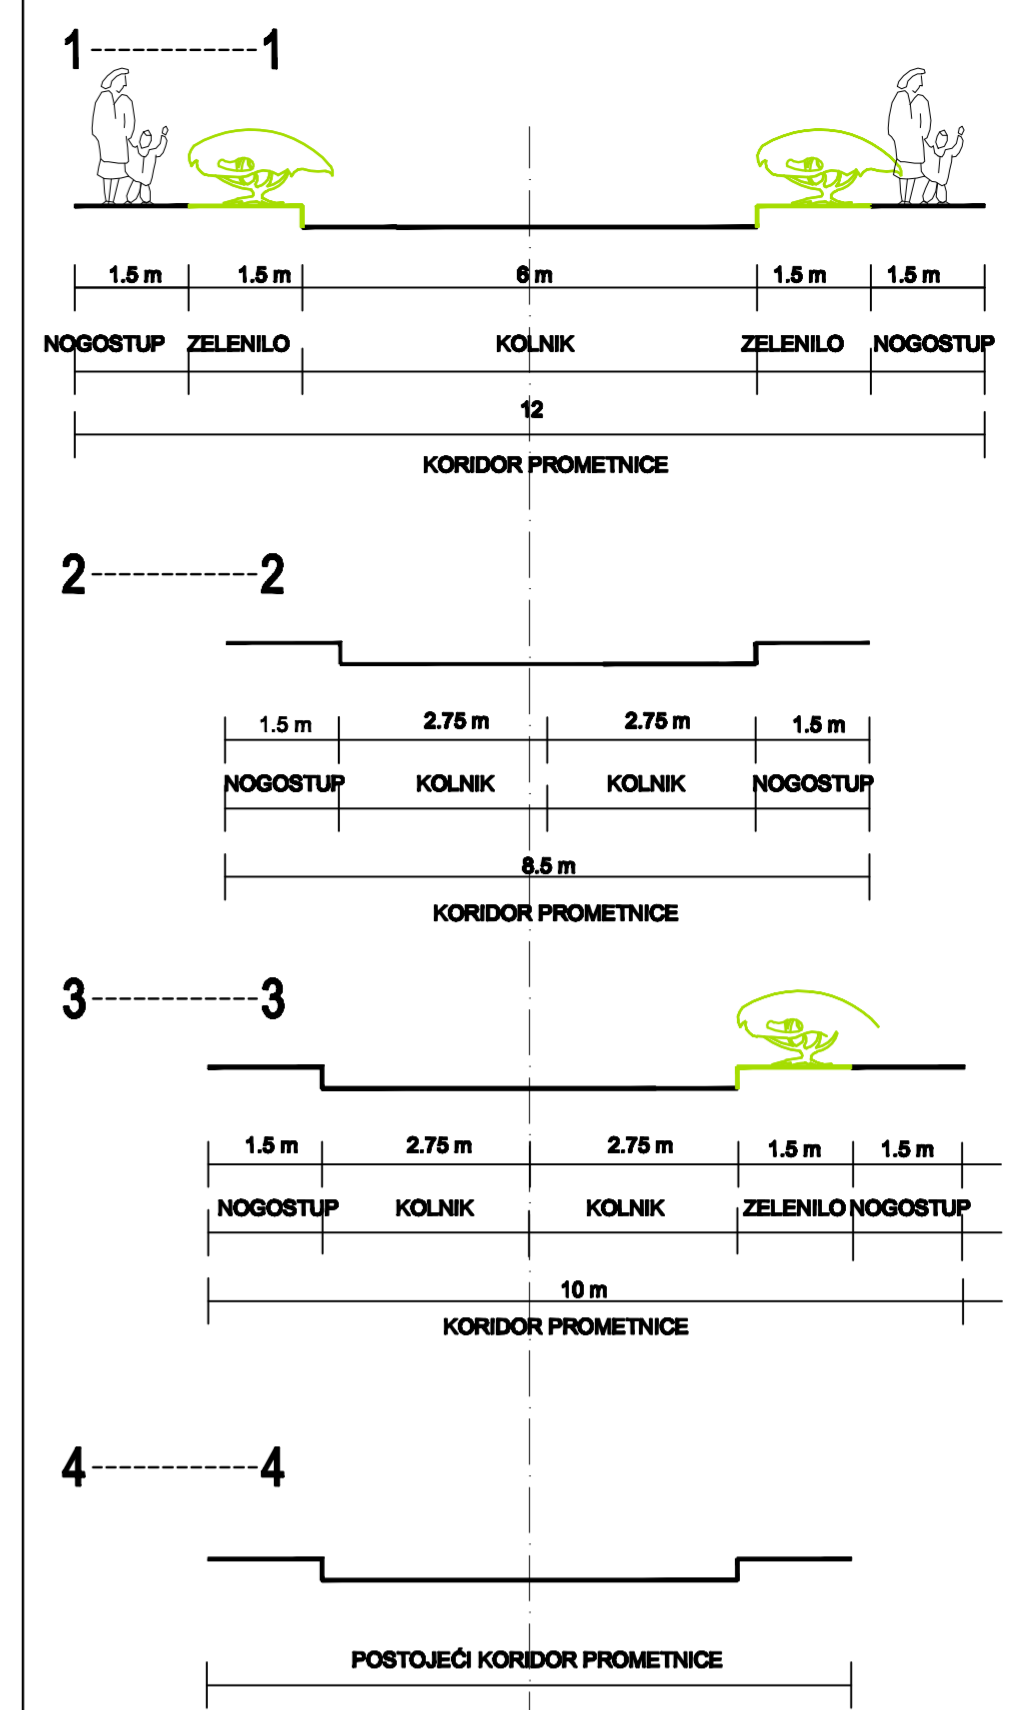 1 1
1.5 m 1.5 m 6 m 1.5 m 1.5 m
NOGOSTUP ZELENILO KOLNIK ZELENILO NOGOSTUP
12
KORIDOR PROMETNICE
2 2
1.5 m 2.75 m 2.75 m 1.5 m
NOGOSTUP KOLNIK KOLNIK NOGOSTUP
8.5 m
KORIDOR PROMETNICE
3 3
1.5 m 2.75 m 2.75 m 1.5 m 1.5 m
NOGOSTUP KOLNIK KOLNIK ZELENILO NOGOSTUP
10 m
KORIDOR PROMETNICE
4 4
POSTOJEĆI KORIDOR PROMETNICE